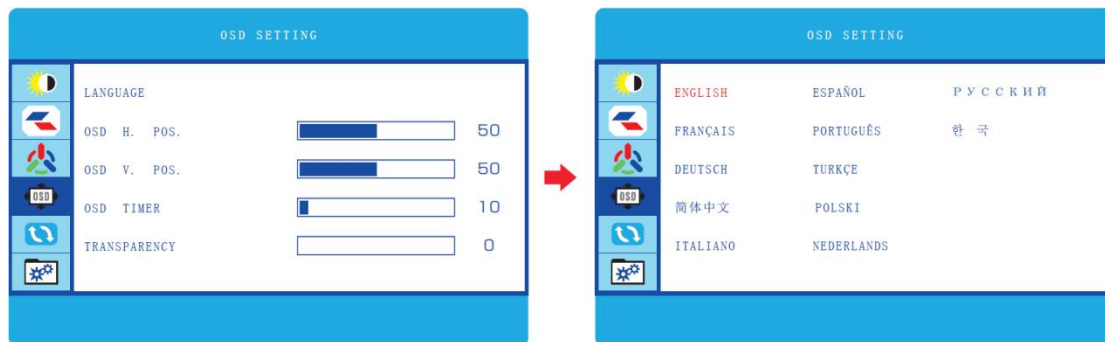 OSD SETTING
LANGUAGE
OSD H. POS. 50
OSD V. POS. 50
OSD TIMER 10
TRANSPARENCY 0
OSD
OSD SETTING
ENGLISH ESPAÑOL РУССКИЙ
FRANÇAIS PORTUGUÊS 한 국
DEUTSCH TURKÇE
简体中文 POLSKI
ITALIANO NEDERLANDS
OSD